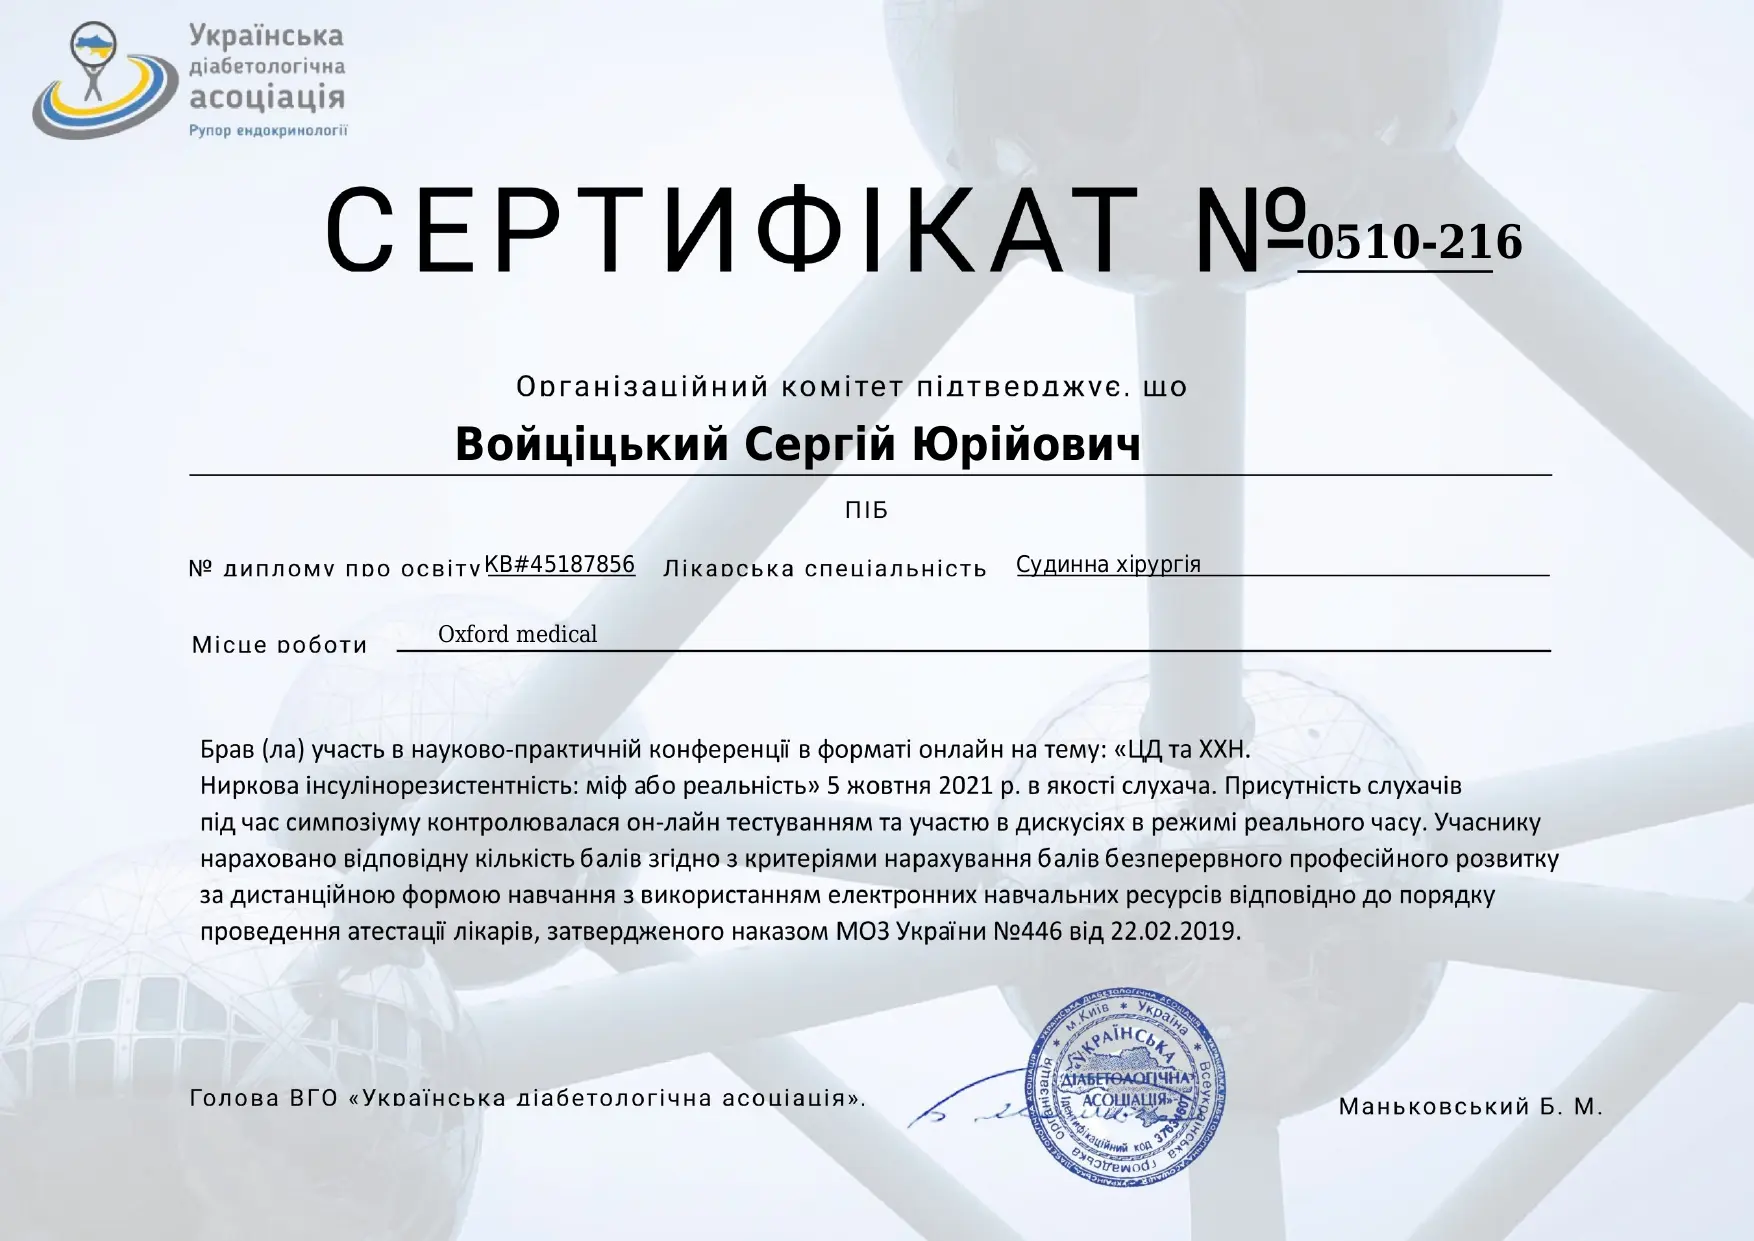 Українська
діабетологічна
асоціація
Рупор ендокринології
СЕРТИФІКАТ №0510-216
Організаційний комітет підтверджує, що
Войціцький Сергій Юрійович
ПІБ
№ диплому про освіту КВ#45187856 Лікарська спеціальність Судинна хірургія
Місце роботи Oxford medical
Брав (ла) участь в науково-практичній конференції в форматі онлайн на тему: «ЦД та ХХН.
Ниркова інсулінорезистентність: міф або реальність» 5 жовтня 2021 р. в якості слухача. Присутність слухачів
під час симпозіуму контролювалася он-лайн тестуванням та участю в дискусіях в режимі реального часу. Учаснику
нараховано відповідну кількість балів згідно з критеріями нарахування балів безперервного професійного розвитку
за дистанційною формою навчання з використанням електронних навчальних ресурсів відповідно до порядку
проведення атестації лікарів, затвердженого наказом МОЗ України №446 від 22.02.2019.
Голова ВГО «Українська діабетологічна асоціація».
м.Київ * Україна * Всеукраїнська громадська організація *
«УКРАЇНСЬКА
ДІАБЕТОЛОГІЧНА
АСОЦІАЦІЯ»
Ідентифікаційний код 37634607
Маньковський Б. М.